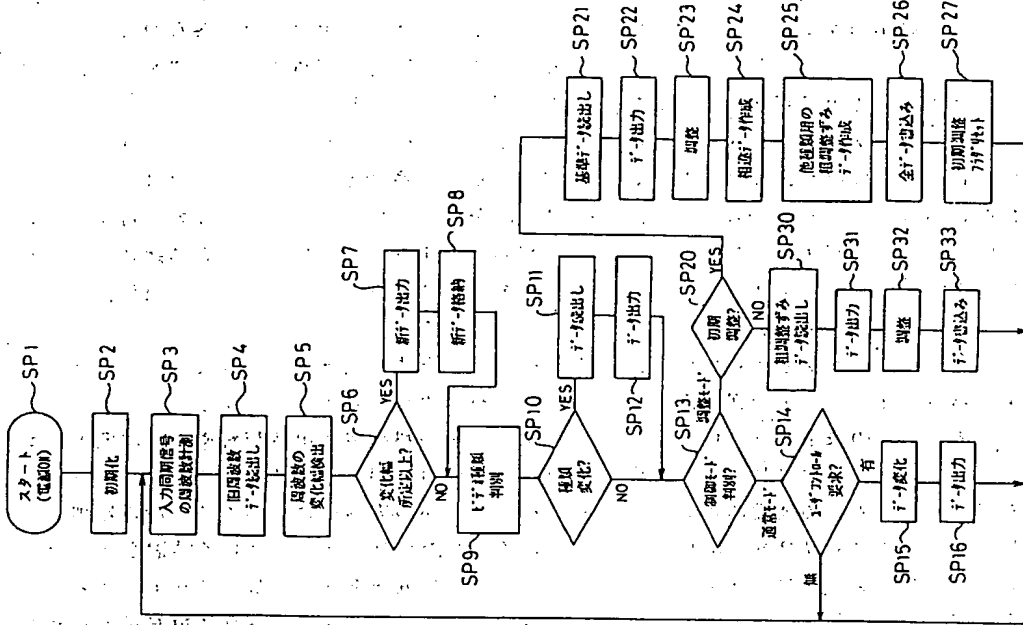 SP1
スタート
(電源ON)
SP2
初期化
SP3
入力同期信号
の周波数計測
SP4
旧周波数
データ読出し
SP5
周波数の
変化幅検出
SP6
変化幅
所定以上?
YES
NO
SP7
新データ出力
SP8
新データ格納
SP9
ビデオ種類
判別
SP10
種類
変化?
YES
NO
SP11
データ読出し
SP12
データ出力
SP13
制御モード
判別?
調整モード
通常モード
SP14
ユーザコントロール
要求?
有
無
SP15
データ変化
SP16
データ出力
SP20
初期
調整?
YES
NO
SP21
基準データ読出し
SP22
データ出力
SP23
調整
SP24
相違データ作成
SP25
他種類用の
粗調整ずみ
データ作成
SP26
全データ書込み
SP27
初期調整
フラグリセット
SP30
粗調整ずみ
データ読出し
SP31
データ出力
SP32
調整
SP33
データ書込み